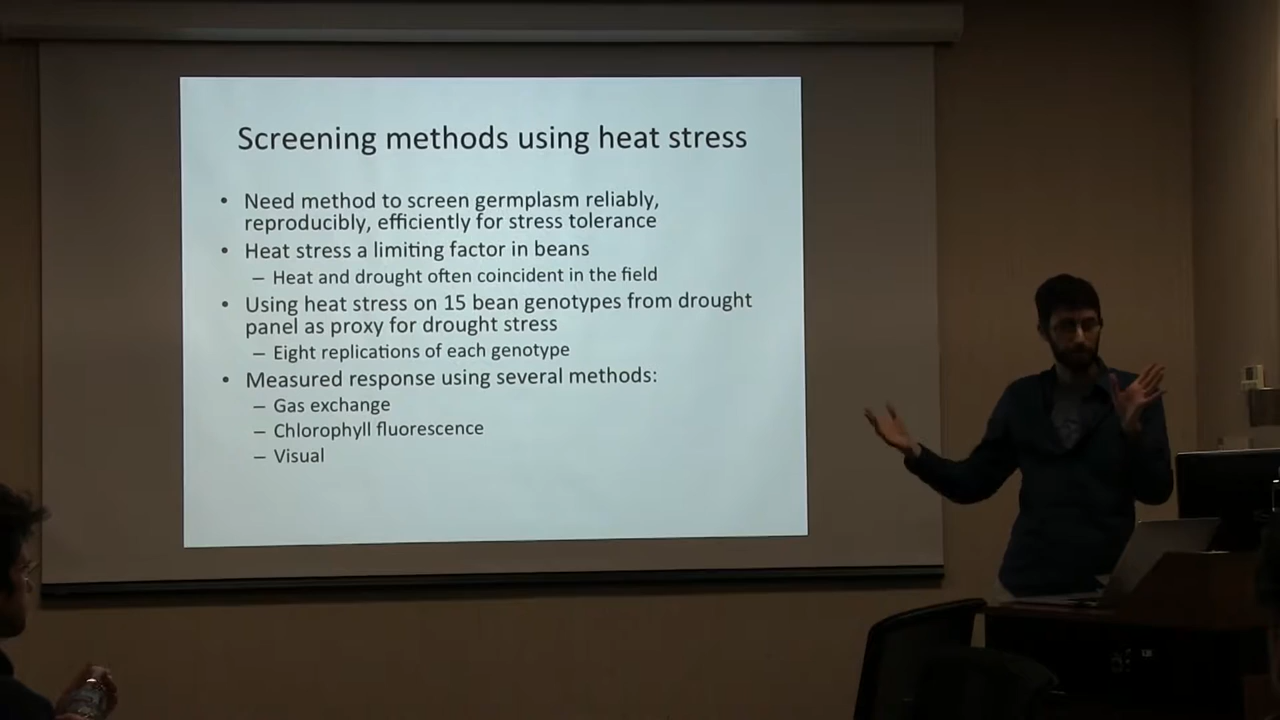 Screening methods using heat stress
• Need method to screen germplasm reliably,
reproducibly, efficiently for stress tolerance
• Heat stress a limiting factor in beans
– Heat and drought often coincident in the field
• Using heat stress on 15 bean genotypes from drought
panel as proxy for drought stress
– Eight replications of each genotype
• Measured response using several methods:
– Gas exchange
– Chlorophyll fluorescence
– Visual